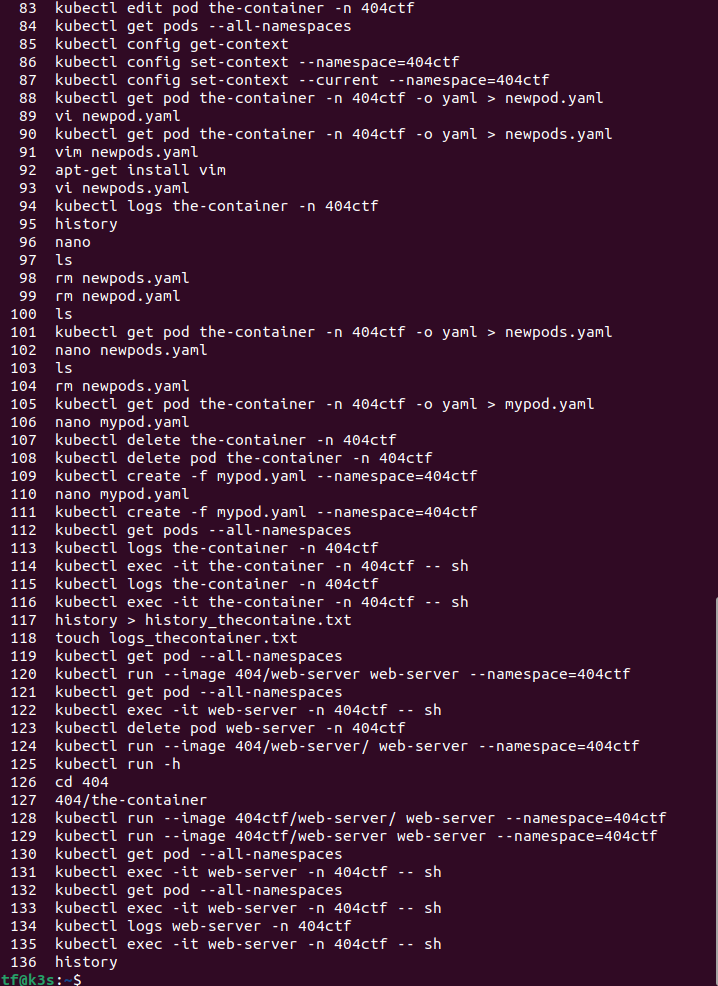 83 kubectl edit pod the-container -n 404ctf
84 kubectl get pods --all-namespaces
85 kubectl config get-context
86 kubectl config set-context --namespace=404ctf
87 kubectl config set-context --current --namespace=404ctf
88 kubectl get pod the-container -n 404ctf -o yaml > newpod.yaml
89 vi newpod.yaml
90 kubectl get pod the-container -n 404ctf -o yaml > newpods.yaml
91 vim newpods.yaml
92 apt-get install vim
93 vi newpods.yaml
94 kubectl logs the-container -n 404ctf
95 history
96 nano
97 ls
98 rm newpods.yaml
99 rm newpod.yaml
100 ls
101 kubectl get pod the-container -n 404ctf -o yaml > newpods.yaml
102 nano newpods.yaml
103 ls
104 rm newpods.yaml
105 kubectl get pod the-container -n 404ctf -o yaml > mypod.yaml
106 nano mypod.yaml
107 kubectl delete the-container -n 404ctf
108 kubectl delete pod the-container -n 404ctf
109 kubectl create -f mypod.yaml --namespace=404ctf
110 nano mypod.yaml
111 kubectl create -f mypod.yaml --namespace=404ctf
112 kubectl get pods --all-namespaces
113 kubectl logs the-container -n 404ctf
114 kubectl exec -it the-container -n 404ctf -- sh
115 kubectl logs the-container -n 404ctf
116 kubectl exec -it the-container -n 404ctf -- sh
117 history > history_thecontaine.txt
118 touch logs_thecontainer.txt
119 kubectl get pod --all-namespaces
120 kubectl run --image 404/web-server web-server --namespace=404ctf
121 kubectl get pod --all-namespaces
122 kubectl exec -it web-server -n 404ctf -- sh
123 kubectl delete pod web-server -n 404ctf
124 kubectl run --image 404/web-server/ web-server --namespace=404ctf
125 kubectl run -h
126 cd 404
127 404/the-container
128 kubectl run --image 404ctf/web-server/ web-server --namespace=404ctf
129 kubectl run --image 404ctf/web-server web-server --namespace=404ctf
130 kubectl get pod --all-namespaces
131 kubectl exec -it web-server -n 404ctf -- sh
132 kubectl get pod --all-namespaces
133 kubectl exec -it web-server -n 404ctf -- sh
134 kubectl logs web-server -n 404ctf
135 kubectl exec -it web-server -n 404ctf -- sh
136 history
tf@k3s:~$